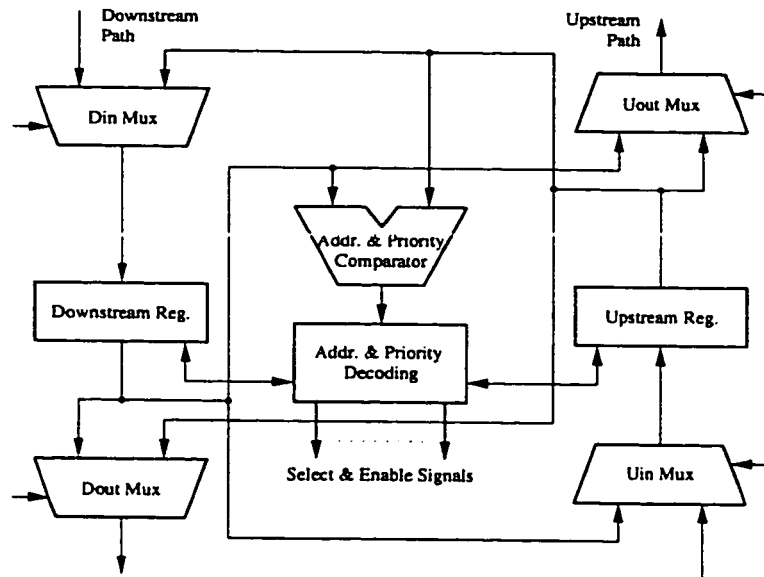 Downstream
Path
Upstream
Path
Din Mux
Uout Mux
Addr. & Priority
Comparator
Downstream Reg.
Addr. & Priority
Decoding
Upstream Reg.
Dout Mux
Select & Enable Signals
Uin Mux